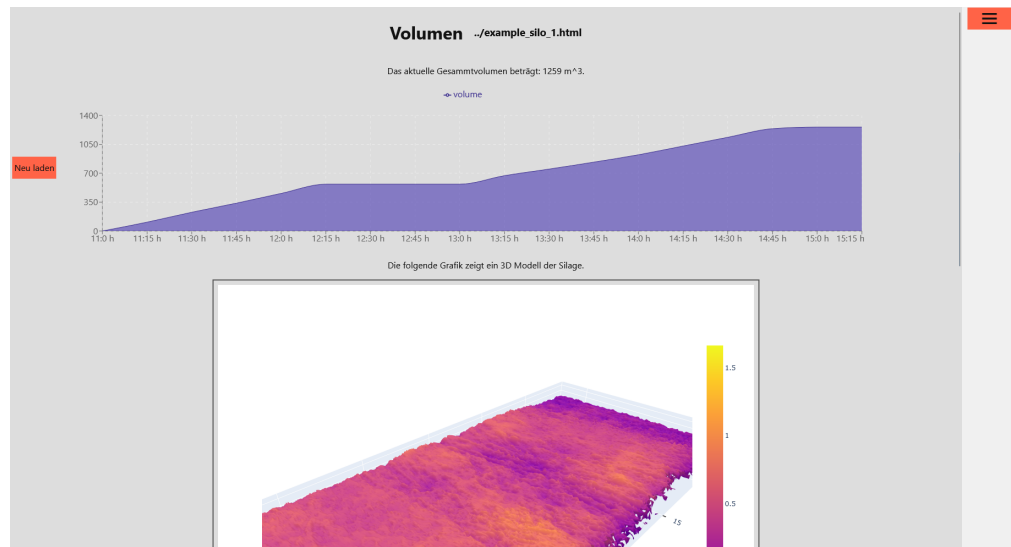 Volumen ../example_silo_1.html
Das aktuelle Gesammtvolumen beträgt: 1259 m^3.
volume
1400
1050
700
350
0
Neu laden
11:0 h 11:15 h 11:30 h 11:45 h 12:0 h 12:15 h 12:30 h 12:45 h 13:0 h 13:15 h 13:30 h 13:45 h 14:0 h 14:15 h 14:30 h 14:45 h 15:0 h 15:15 h
Die folgende Grafik zeigt ein 3D Modell der Silage.
1.5
1
0.5
15